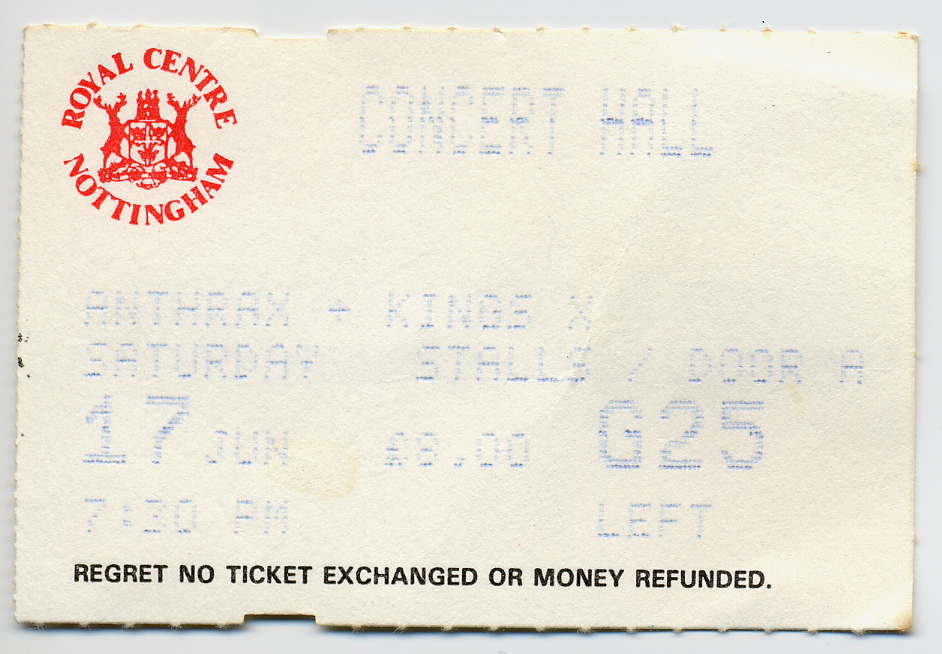 ROYAL CENTRE
NOTTINGHAM
CONCERT HALL
ANTHRAX + KINGS X
SATURDAY STALLS / DOOR A
17 JUN £8.00 G25
7:30 PM LEFT
REGRET NO TICKET EXCHANGED OR MONEY REFUNDED.